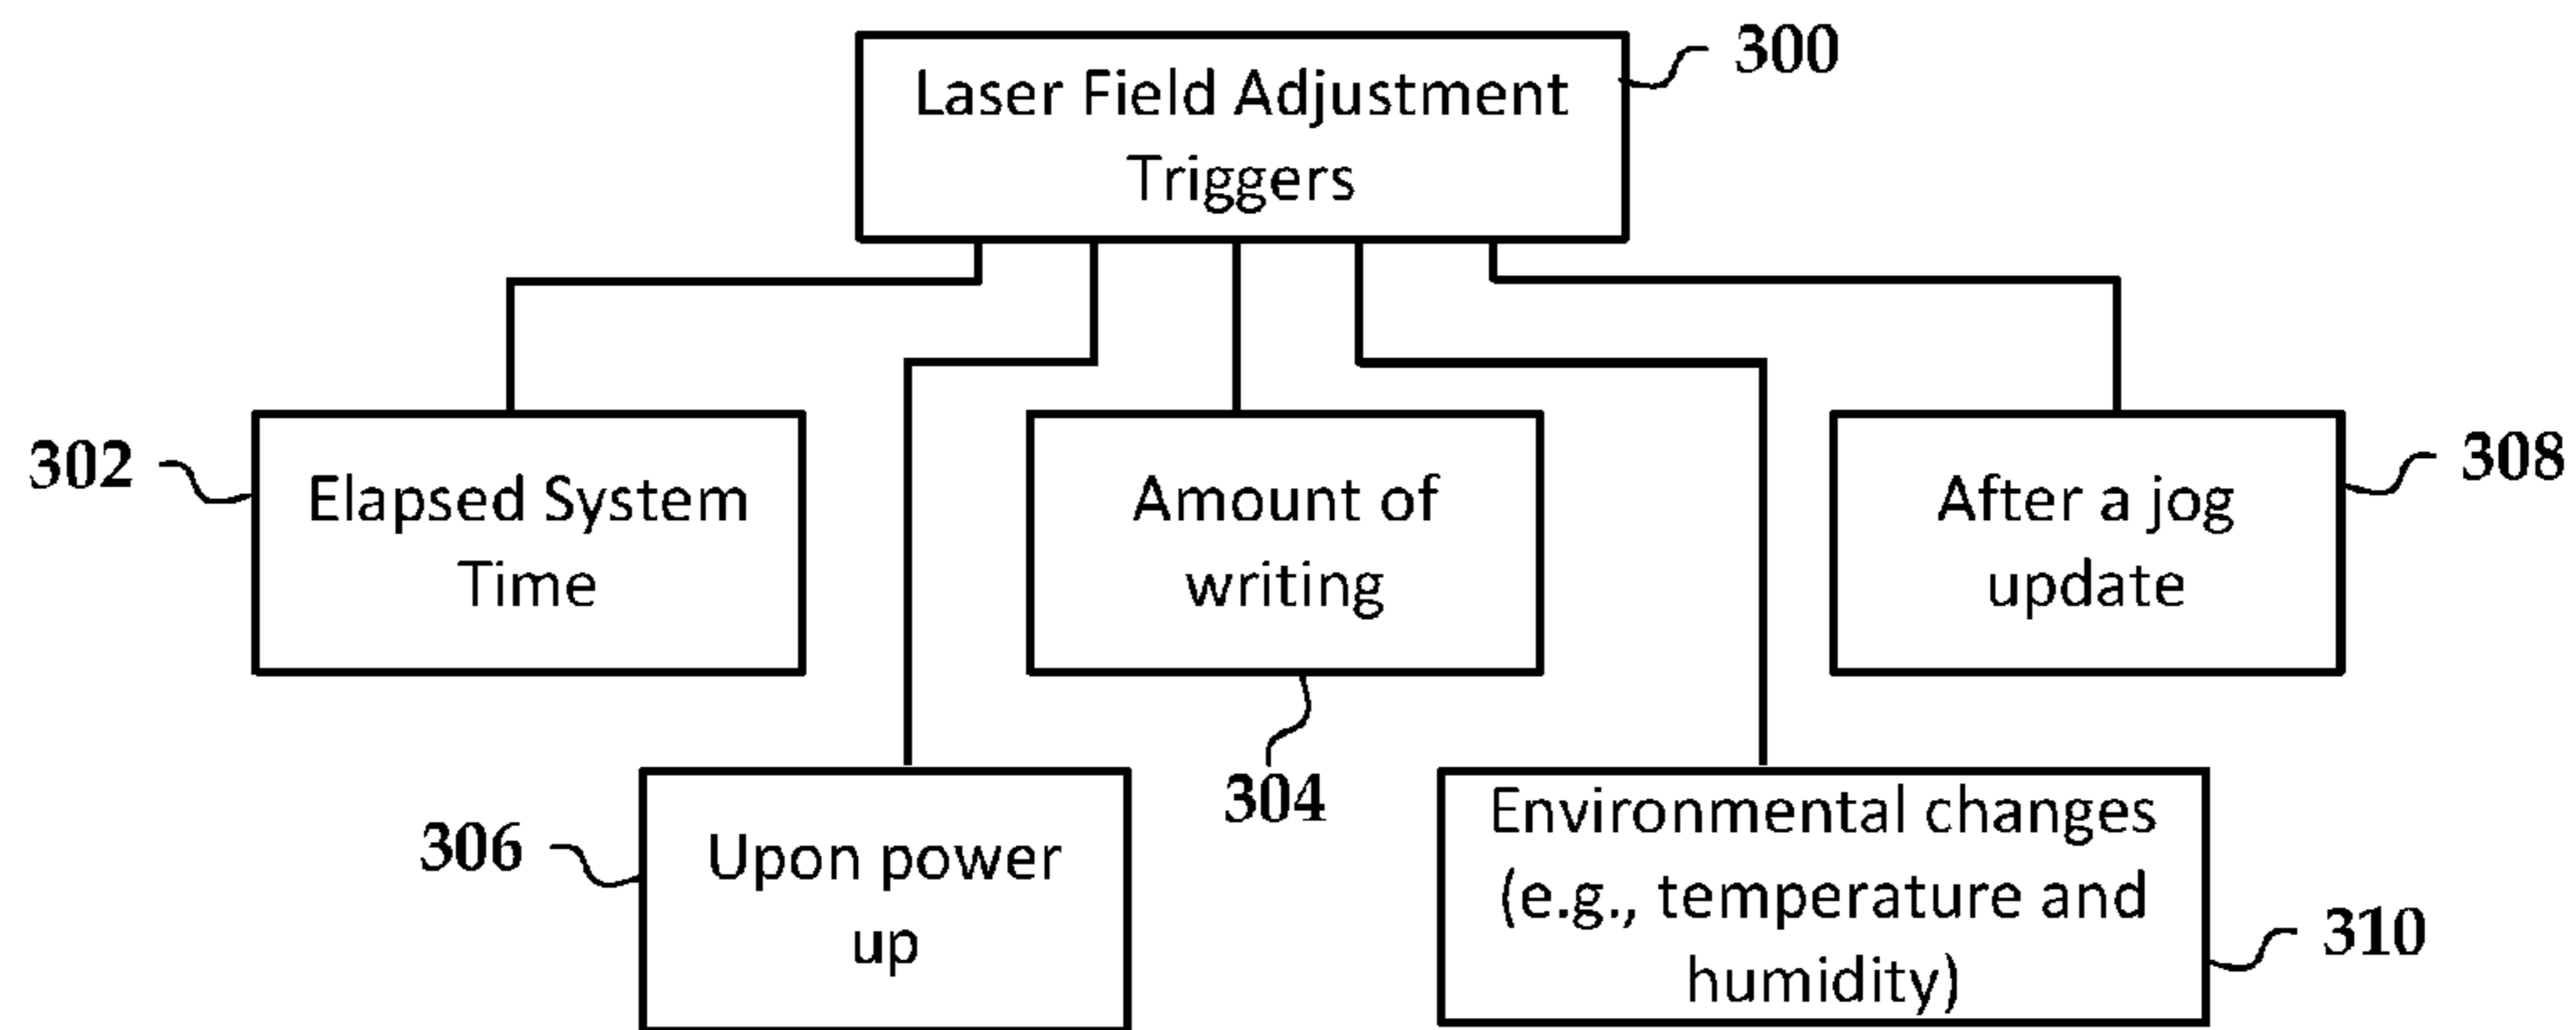 Laser Field Adjustment
Triggers
300
302
Elapsed System
Time
Amount of
writing
304
After a jog
update
308
306
Upon power
up
Environmental changes
(e.g., temperature and
humidity)
310